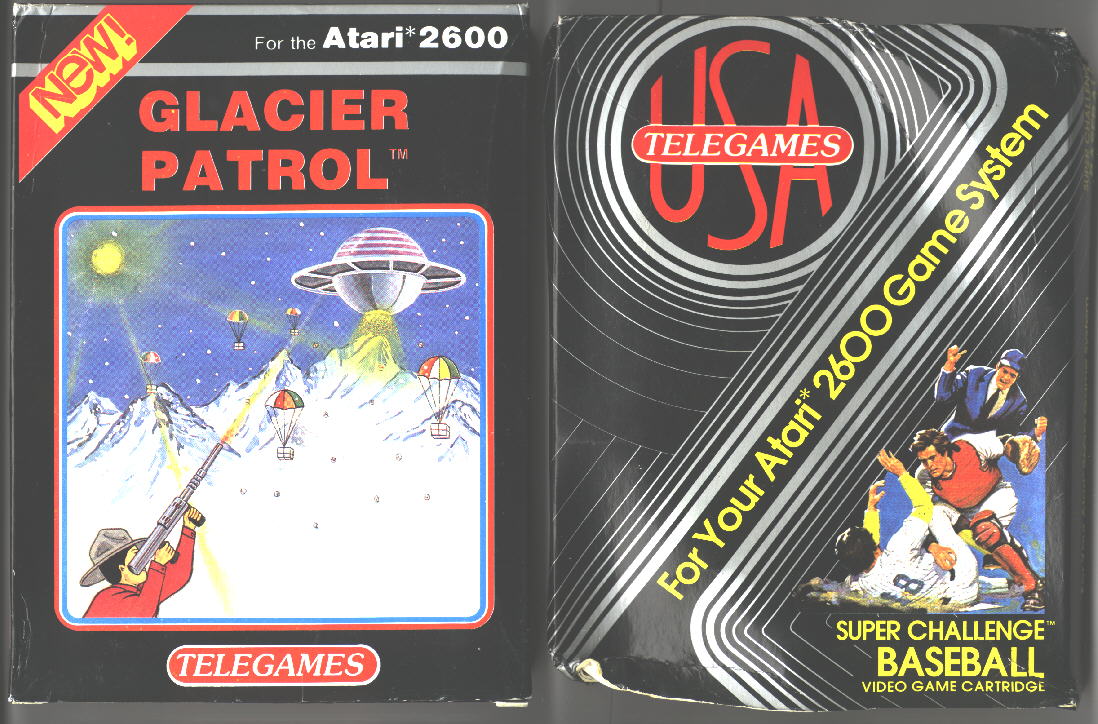 NEW!
For the Atari*2600
GLACIER
PATROL™
TELEGAMES
USA
TELEGAMES
For Your Atari* 2600 Game System
8
SUPER CHALLENGE™
BASEBALL
VIDEO GAME CARTRIDGE